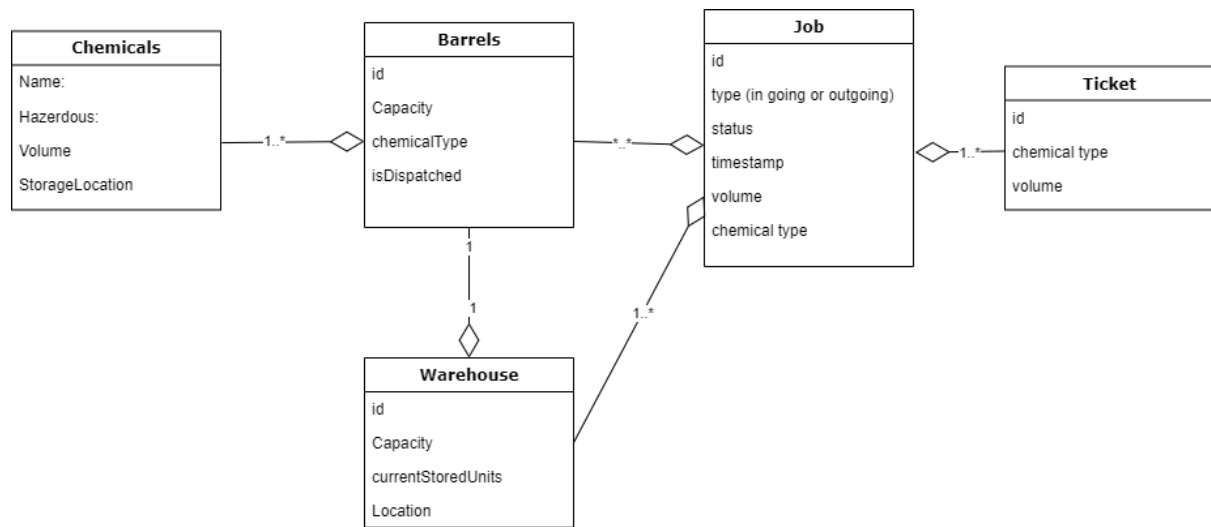 Chemicals
Name:
Hazerdous:
Volume
StorageLocation
1..*
Barrels
id
Capacity
chemicalType
isDispatched
*..*
Job
id
type (in going or outgoing)
status
timestamp
volume
chemical type
1..*
Ticket
id
chemical type
volume
1
1
1..*
Warehouse
id
Capacity
currentStoredUnits
Location